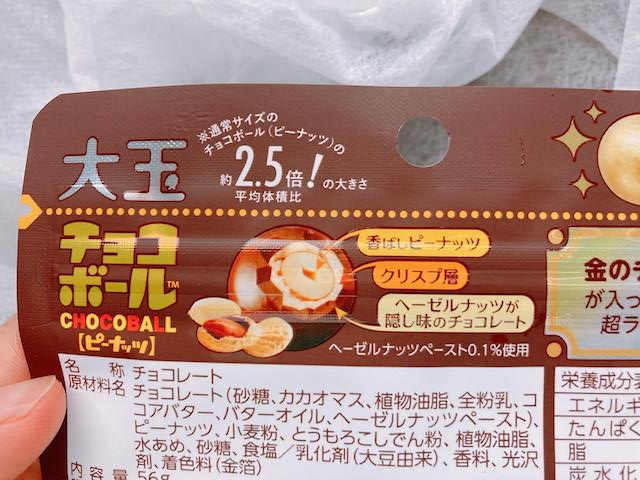 大玉
※通常サイズの
チョコボール(ピーナッツ)の
約2.5倍!の大きさ
平均体積比
チョコ
ボール™
CHOCOBALL
【ピーナッツ】
香ばしピーナッツ
クリスプ層
ヘーゼルナッツが
隠し味のチョコレート
ヘーゼルナッツペースト0.1%使用
金の
が入っ
超ラ
名 称 チョコレート
原材料名 チョコレート(砂糖、カカオマス、植物油脂、全粉乳、コ
コアバター、バターオイル、ヘーゼルナッツペースト)、
ピーナッツ、小麦粉、とうもろこしでん粉、植物油脂、
水あめ、砂糖、食塩/乳化剤(大豆由来)、香料、光沢
剤、着色料(金箔)
内容量 56g
栄養成分
エネルギ
たんぱく
脂
炭水化